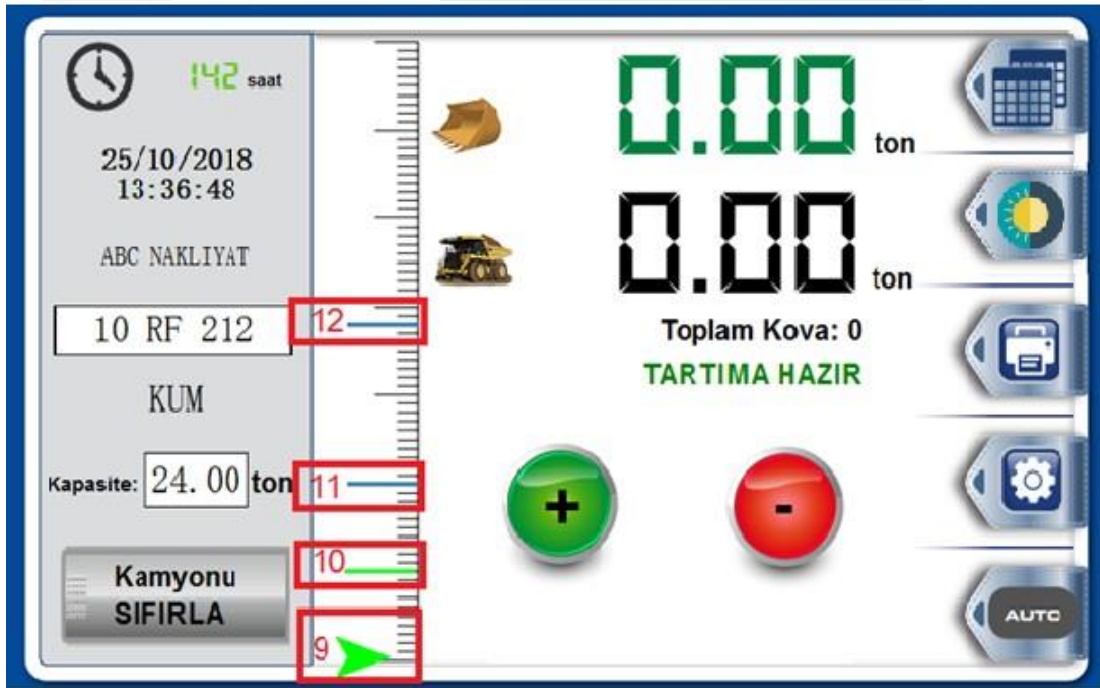 142 saat
25/10/2018
13:36:48
ABC NAKLIYAT
10 RF 212
KUM
Kapasite: 24.00 ton
Kamyonu
SIFIRLA
12
11
10
9
0.00 ton
0.00 ton
Toplam Kova: 0
TARTIMA HAZIR
+ -
AUTO